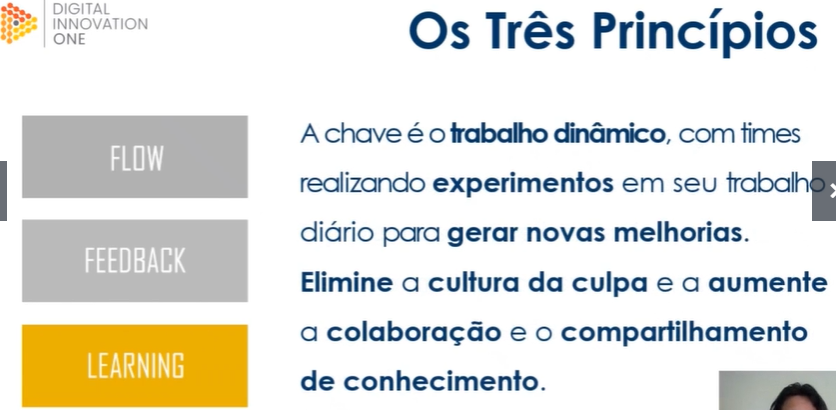 DIGITAL
INNOVATION
ONE
Os Três Princípios
FLOW
FEEDBACK
LEARNING
A chave é o trabalho dinâmico, com times
realizando experimentos em seu trabalho
diário para gerar novas melhorias.
Elimine a cultura da culpa e a aumente
a colaboração e o compartilhamento
de conhecimento.